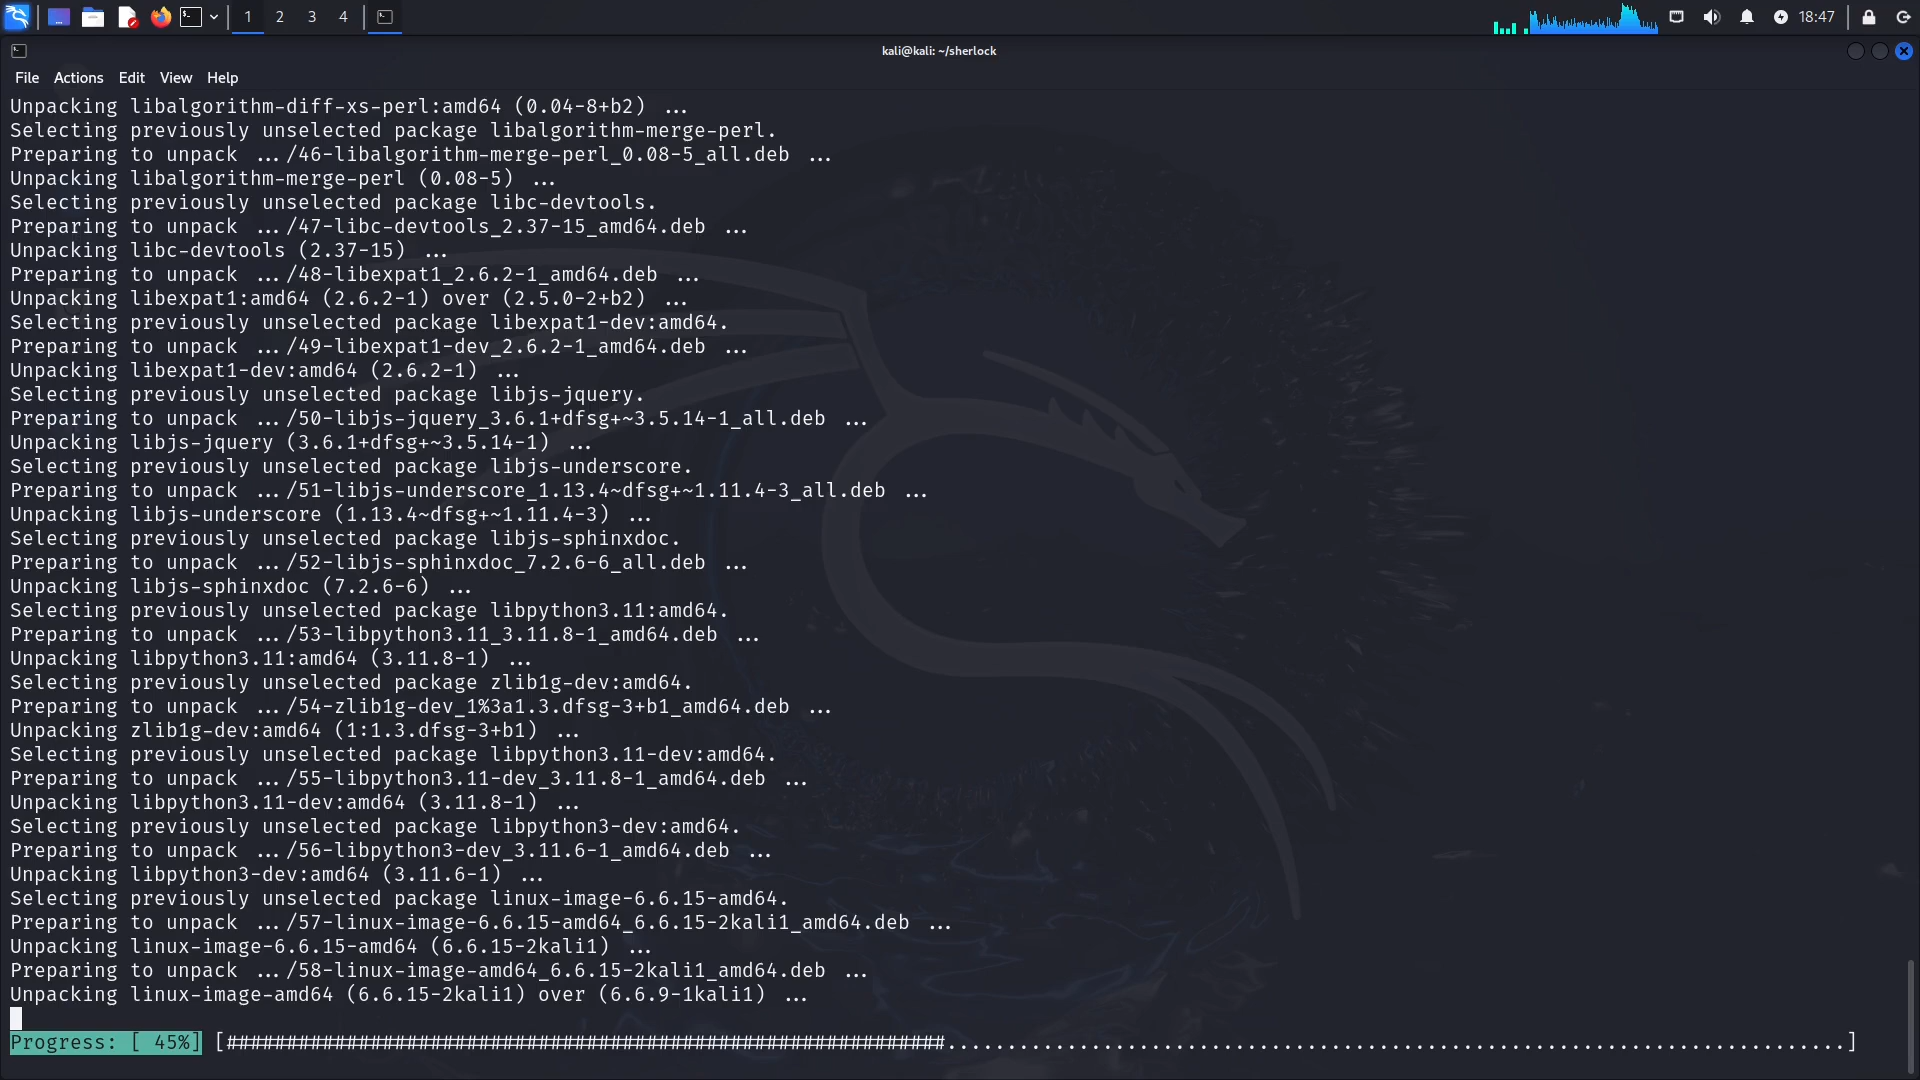 1 2 3 4 18:47
kali@kali: ~/sherlock
File Actions Edit View Help
Unpacking libalgorithm-diff-xs-perl:amd64 (0.04-8+b2) ...
Selecting previously unselected package libalgorithm-merge-perl.
Preparing to unpack .../46-libalgorithm-merge-perl_0.08-5_all.deb ...
Unpacking libalgorithm-merge-perl (0.08-5) ...
Selecting previously unselected package libc-devtools.
Preparing to unpack .../47-libc-devtools_2.37-15_amd64.deb ...
Unpacking libc-devtools (2.37-15) ...
Preparing to unpack .../48-libexpat1_2.6.2-1_amd64.deb ...
Unpacking libexpat1:amd64 (2.6.2-1) over (2.5.0-2+b2) ...
Selecting previously unselected package libexpat1-dev:amd64.
Preparing to unpack .../49-libexpat1-dev_2.6.2-1_amd64.deb ...
Unpacking libexpat1-dev:amd64 (2.6.2-1) ...
Selecting previously unselected package libjs-jquery.
Preparing to unpack .../50-libjs-jquery_3.6.1+dfsg+~3.5.14-1_all.deb ...
Unpacking libjs-jquery (3.6.1+dfsg+~3.5.14-1) ...
Selecting previously unselected package libjs-underscore.
Preparing to unpack .../51-libjs-underscore_1.13.4~dfsg+~1.11.4-3_all.deb ...
Unpacking libjs-underscore (1.13.4~dfsg+~1.11.4-3) ...
Selecting previously unselected package libjs-sphinxdoc.
Preparing to unpack .../52-libjs-sphinxdoc_7.2.6-6_all.deb ...
Unpacking libjs-sphinxdoc (7.2.6-6) ...
Selecting previously unselected package libpython3.11:amd64.
Preparing to unpack .../53-libpython3.11_3.11.8-1_amd64.deb ...
Unpacking libpython3.11:amd64 (3.11.8-1) ...
Selecting previously unselected package zlib1g-dev:amd64.
Preparing to unpack .../54-zlib1g-dev_1%3a1.3.dfsg-3+b1_amd64.deb ...
Unpacking zlib1g-dev:amd64 (1:1.3.dfsg-3+b1) ...
Selecting previously unselected package libpython3.11-dev:amd64.
Preparing to unpack .../55-libpython3.11-dev_3.11.8-1_amd64.deb ...
Unpacking libpython3.11-dev:amd64 (3.11.8-1) ...
Selecting previously unselected package libpython3-dev:amd64.
Preparing to unpack .../56-libpython3-dev_3.11.6-1_amd64.deb ...
Unpacking libpython3-dev:amd64 (3.11.6-1) ...
Selecting previously unselected package linux-image-6.6.15-amd64.
Preparing to unpack .../57-linux-image-6.6.15-amd64_6.6.15-2kali1_amd64.deb ...
Unpacking linux-image-6.6.15-amd64 (6.6.15-2kali1) ...
Preparing to unpack .../58-linux-image-amd64_6.6.15-2kali1_amd64.deb ...
Unpacking linux-image-amd64 (6.6.15-2kali1) over (6.6.9-1kali1) ...
Progress: [ 45%] [############################################################...........................................................................]